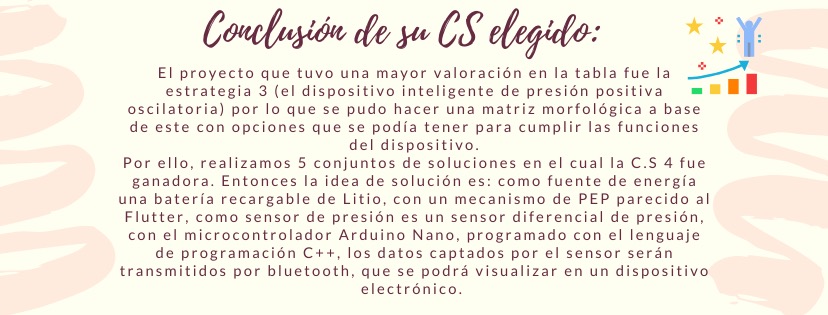 Conclusión de su CS elegido:
El proyecto que tuvo una mayor valoración en la tabla fue la
estrategia 3 (el dispositivo inteligente de presión positiva
oscilatoria) por lo que se pudo hacer una matriz morfológica a base
de este con opciones que se podía tener para cumplir las funciones
del dispositivo.
Por ello, realizamos 5 conjuntos de soluciones en el cual la C.S 4 fue
ganadora. Entonces la idea de solución es: como fuente de energía
una batería recargable de Litio, con un mecanismo de PEP parecido al
Flutter, como sensor de presión es un sensor diferencial de presión,
con el microcontrolador Arduino Nano, programado con el lenguaje
de programación C++, los datos captados por el sensor serán
transmitidos por bluetooth, que se podrá visualizar en un dispositivo
electrónico.